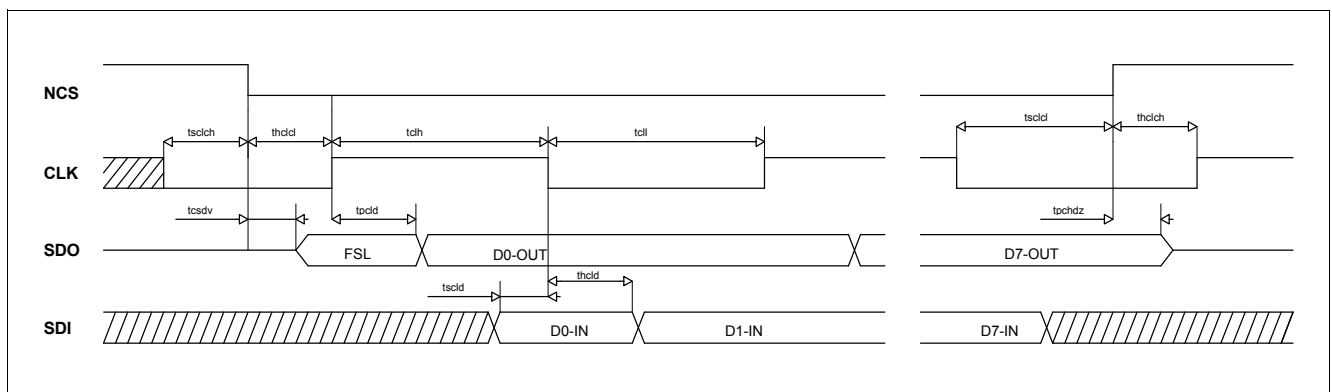 NCS
tsclch thclcl tclh tcll tsclcl thclch
CLK
tcsdv tpcld tpchdz
SDO FSL D0-OUT D7-OUT
tscld thcld
SDI D0-IN D1-IN D7-IN